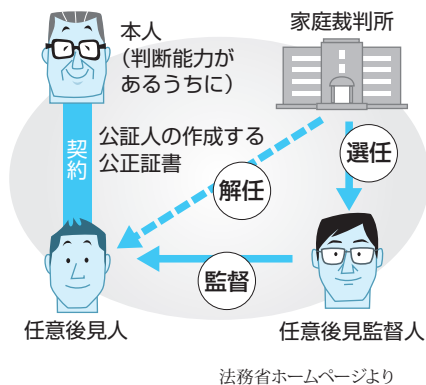 本人
（判断能力が
あるうちに）
家庭裁判所
契約
公証人の作成する
公正証書
選任
解任
監督
任意後見人
任意後見監督人
法務省ホームページより